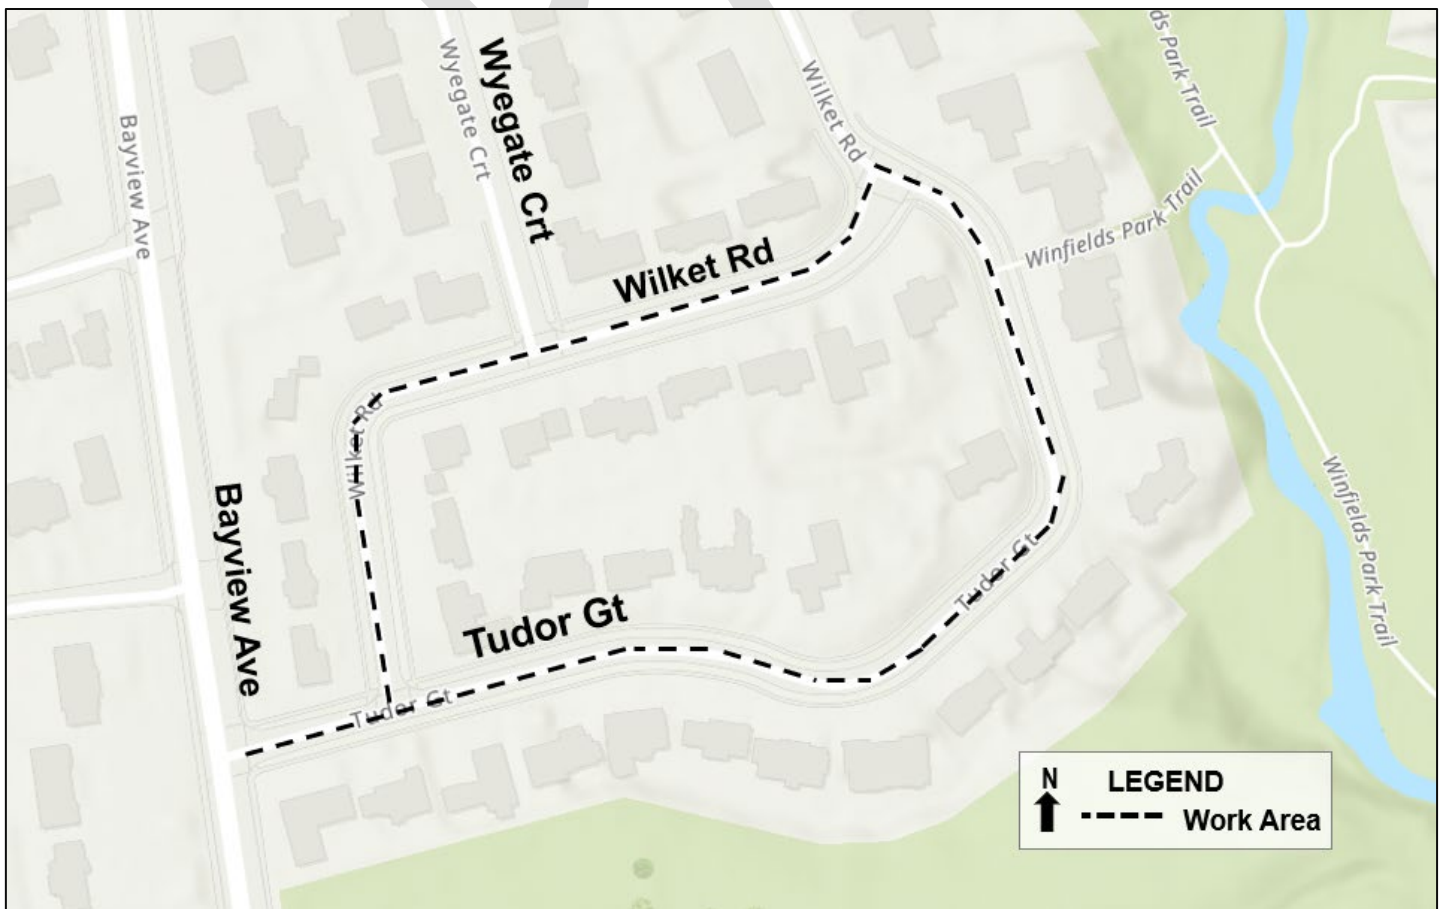 ds Park Trail
Wyegate Crt
Wyegate Crt
Wilket Rd
Bayview Ave
Winfields Park Trail
Wilket Rd
Wilket Rd
Bayview Ave
Winfields Park Trail
Tudor Gt
Tudor Gt
Tudor Gt
N
LEGEND
Work Area